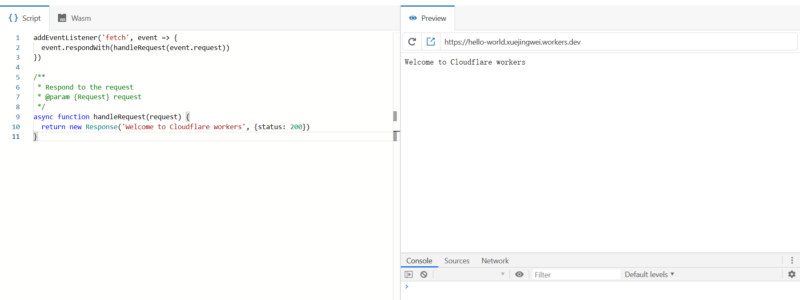 {} Script
Wasm
1 addEventListener('fetch', event => {
2 event.respondWith(handleRequest(event.request))
3 })
4
5 /**
6 * Respond to the request
7 * @param {Request} request
8 */
9 async function handleRequest(request) {
10 return new Response('Welcome to Cloudflare workers', {status: 200})
11 }
Preview
https://hello-world.xuejingwei.workers.dev
Welcome to Cloudflare workers
Console Sources Network
Filter Default levels ▼